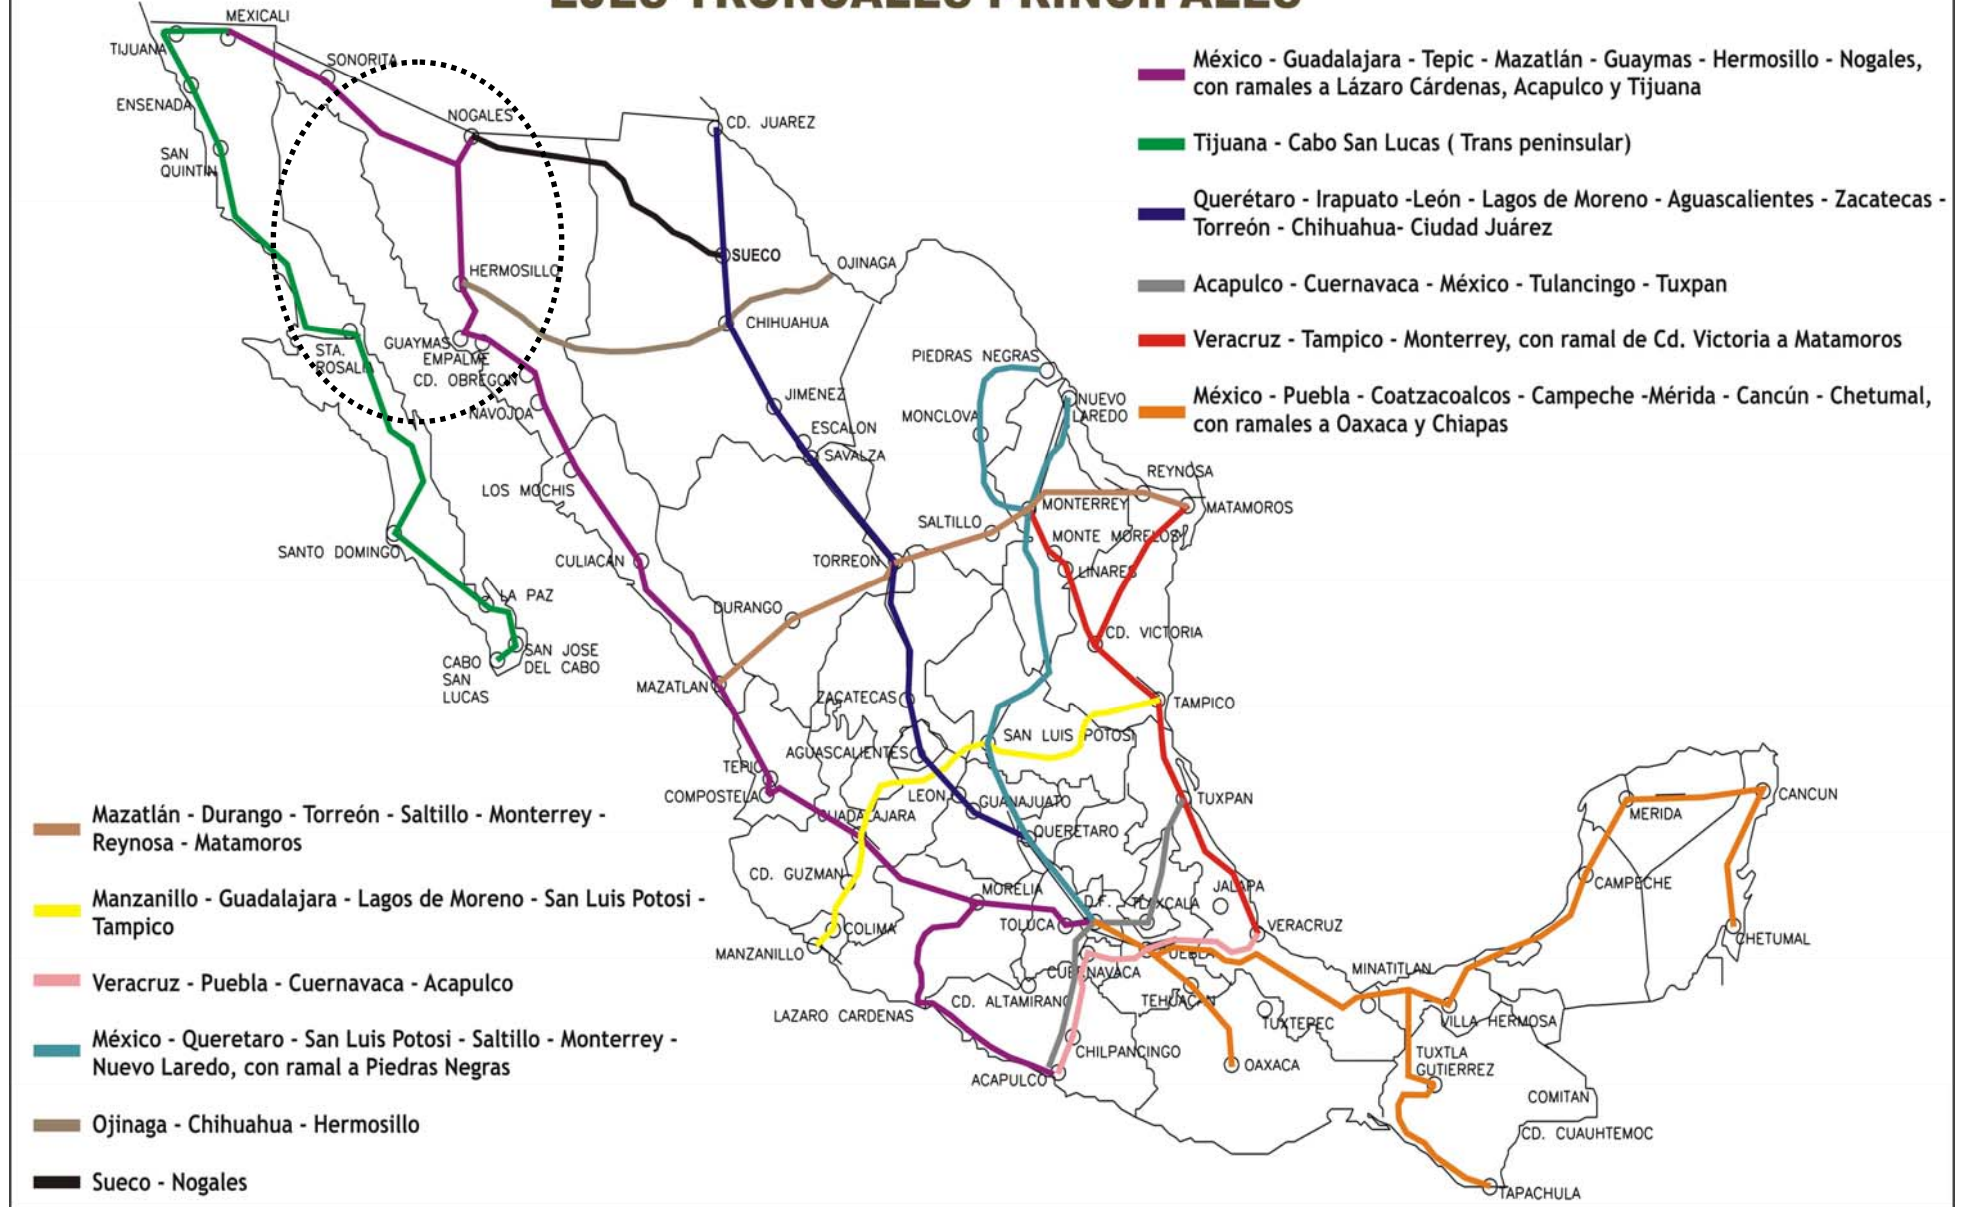 EJES TRONCALES PRINCIPALES
MEXICALI
TIJUANA
SONORITA
ENSENADA
NOGALES
CD. JUAREZ
SAN
QUINTIN
SUECO
HERMOSILLO
OJINAGA
CHIHUAHUA
STA.
ROSALIA
GUAYMAS
EMPALME
CD. OBREGON
NAVOJOA
PIEDRAS NEGRAS
NUEVO
LAREDO
MONCLOVA
JIMENEZ
ESCALON
SAVALZA
LOS MOCHIS
REYNOSA
MONTERREY
MATAMOROS
SALTILLO
MONTE MORELOS
SANTO DOMINGO
CULIACAN
TORREON
LINARES
LA PAZ
DURANGO
CD. VICTORIA
SAN JOSE
DEL CABO
CABO
SAN
LUCAS
MAZATLAN
ZACATECAS
TAMPICO
SAN LUIS POTOSI
AGUASCALIENTES
TEPIC
COMPOSTELA
LEON
GUANAJUATO
TUXPAN
GUADALAJARA
QUERETARO
CANCUN
MERIDA
CD. GUZMAN
MORELIA
D.F.
TLAXCALA
JALAPA
CAMPECHE
COLIMA
TOLUCA
VERACRUZ
CHETUMAL
MANZANILLO
PUEBLA
CUERNAVACA
MINATITLAN
CD. ALTAMIRANO
TEHUACAN
LAZARO CARDENAS
TUXTEPEC
VILLA HERMOSA
CHILPANCINGO
OAXACA
TUXTLA
GUTIERREZ
ACAPULCO
COMITAN
CD. CUAUHTEMOC
TAPACHULA
México - Guadalajara - Tepic - Mazatlán - Guaymas - Hermosillo - Nogales,
con ramales a Lázaro Cárdenas, Acapulco y Tijuana
Tijuana - Cabo San Lucas ( Trans peninsular)
Querétaro - Irapuato -León - Lagos de Moreno - Aguascalientes - Zacatecas -
Torreón - Chihuahua- Ciudad Juárez
Acapulco - Cuernavaca - México - Tulancingo - Tuxpan
Veracruz - Tampico - Monterrey, con ramal de Cd. Victoria a Matamoros
México - Puebla - Coatzacoalcos - Campeche -Mérida - Cancún - Chetumal,
con ramales a Oaxaca y Chiapas
Mazatlán - Durango - Torreón - Saltillo - Monterrey -
Reynosa - Matamoros
Manzanillo - Guadalajara - Lagos de Moreno - San Luis Potosi -
Tampico
Veracruz - Puebla - Cuernavaca - Acapulco
México - Queretaro - San Luis Potosi - Saltillo - Monterrey -
Nuevo Laredo, con ramal a Piedras Negras
Ojinaga - Chihuahua - Hermosillo
Sueco - Nogales